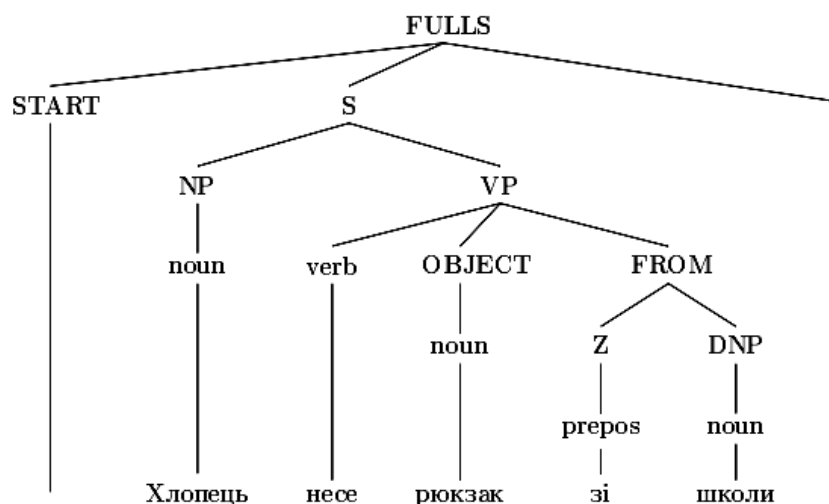 FULLS
START S
NP VP
noun verb OBJECT FROM
noun Z DNP
prepos noun
Хлопець несе рюкзак зі школи